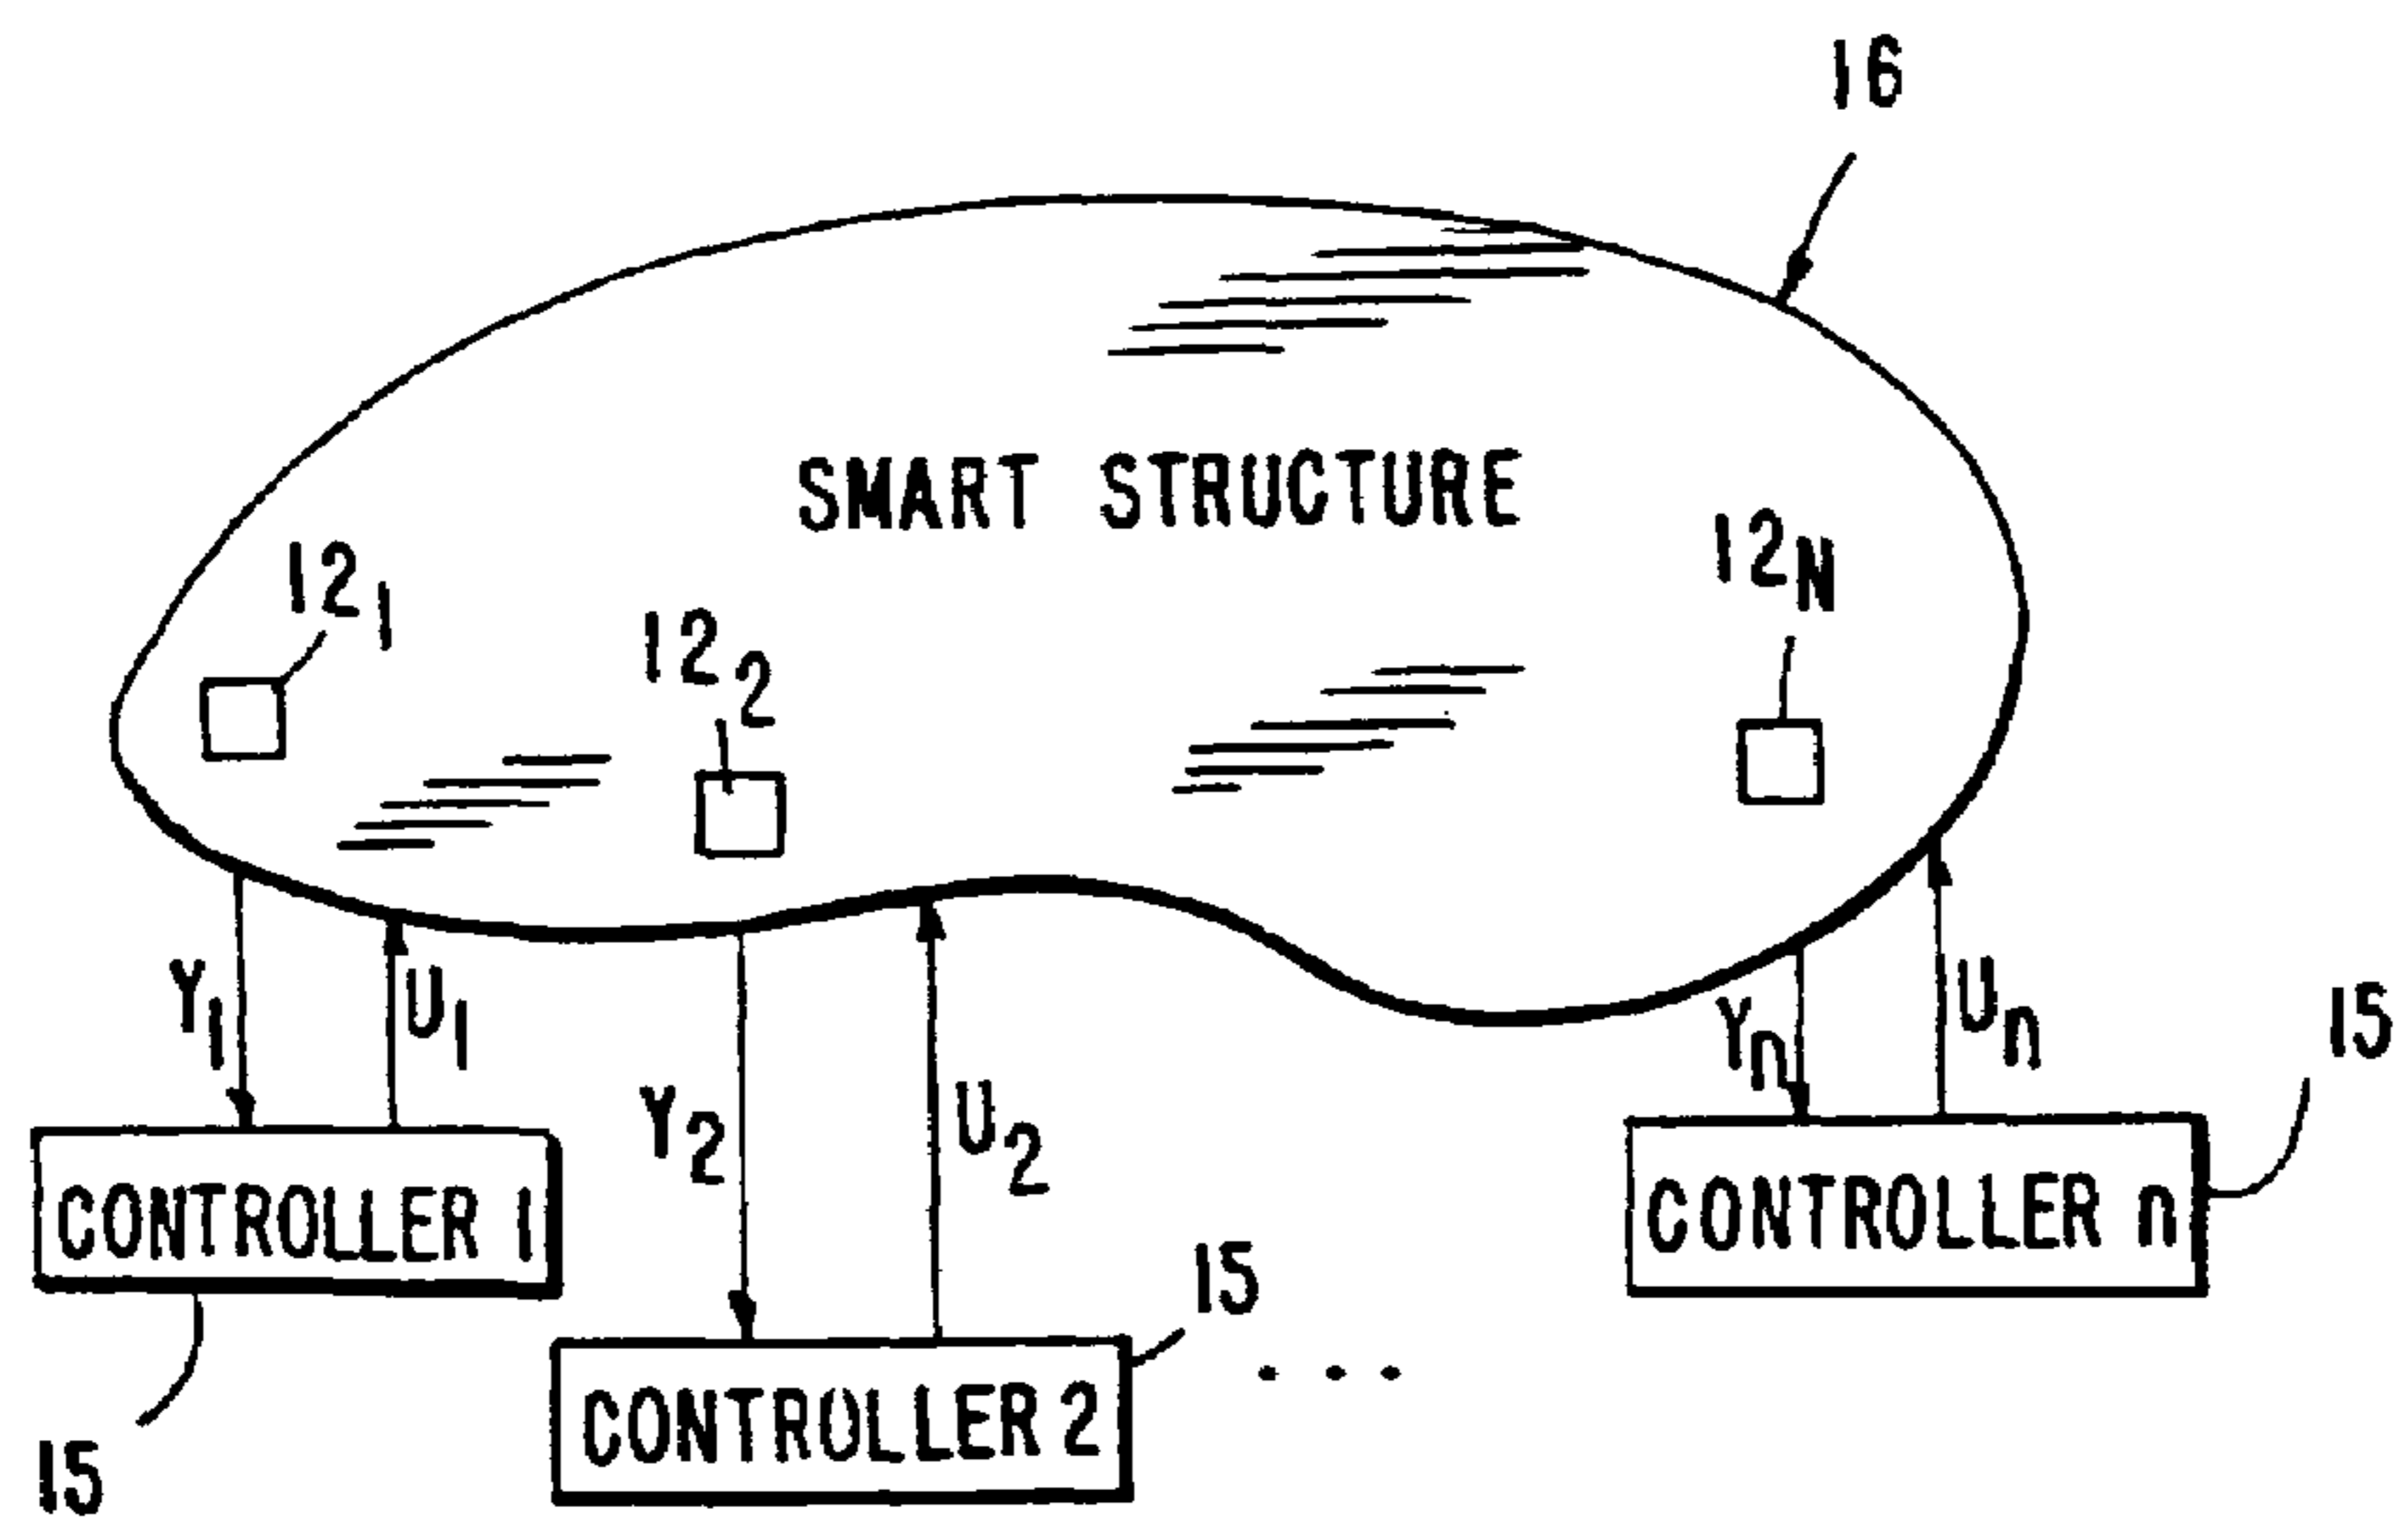 16
SMART STRUCTURE
12₁
12₂
12N
Y₁
U₁
Y₂
U₂
Yn
Un
15
CONTROLLER 1
CONTROLLER n
15
CONTROLLER 2
...
15